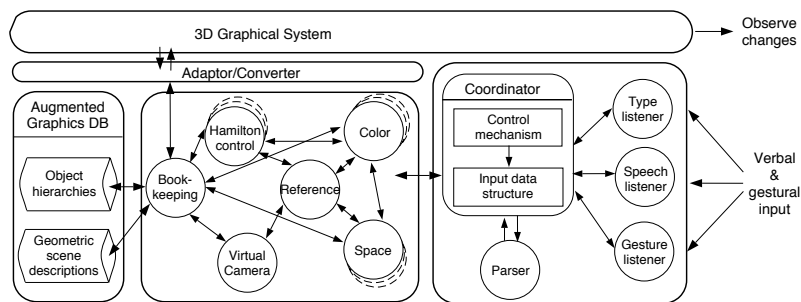 3D Graphical System
Observe
changes
Adaptor/Converter
Augmented
Graphics DB
Object
hierarchies
Geometric
scene
descriptions
Hamilton
control
Color
Book-
keeping
Reference
Virtual
Camera
Space
Coordinator
Control
mechanism
Input data
structure
Parser
Type
listener
Speech
listener
Gesture
listener
Verbal
&
gestural
input